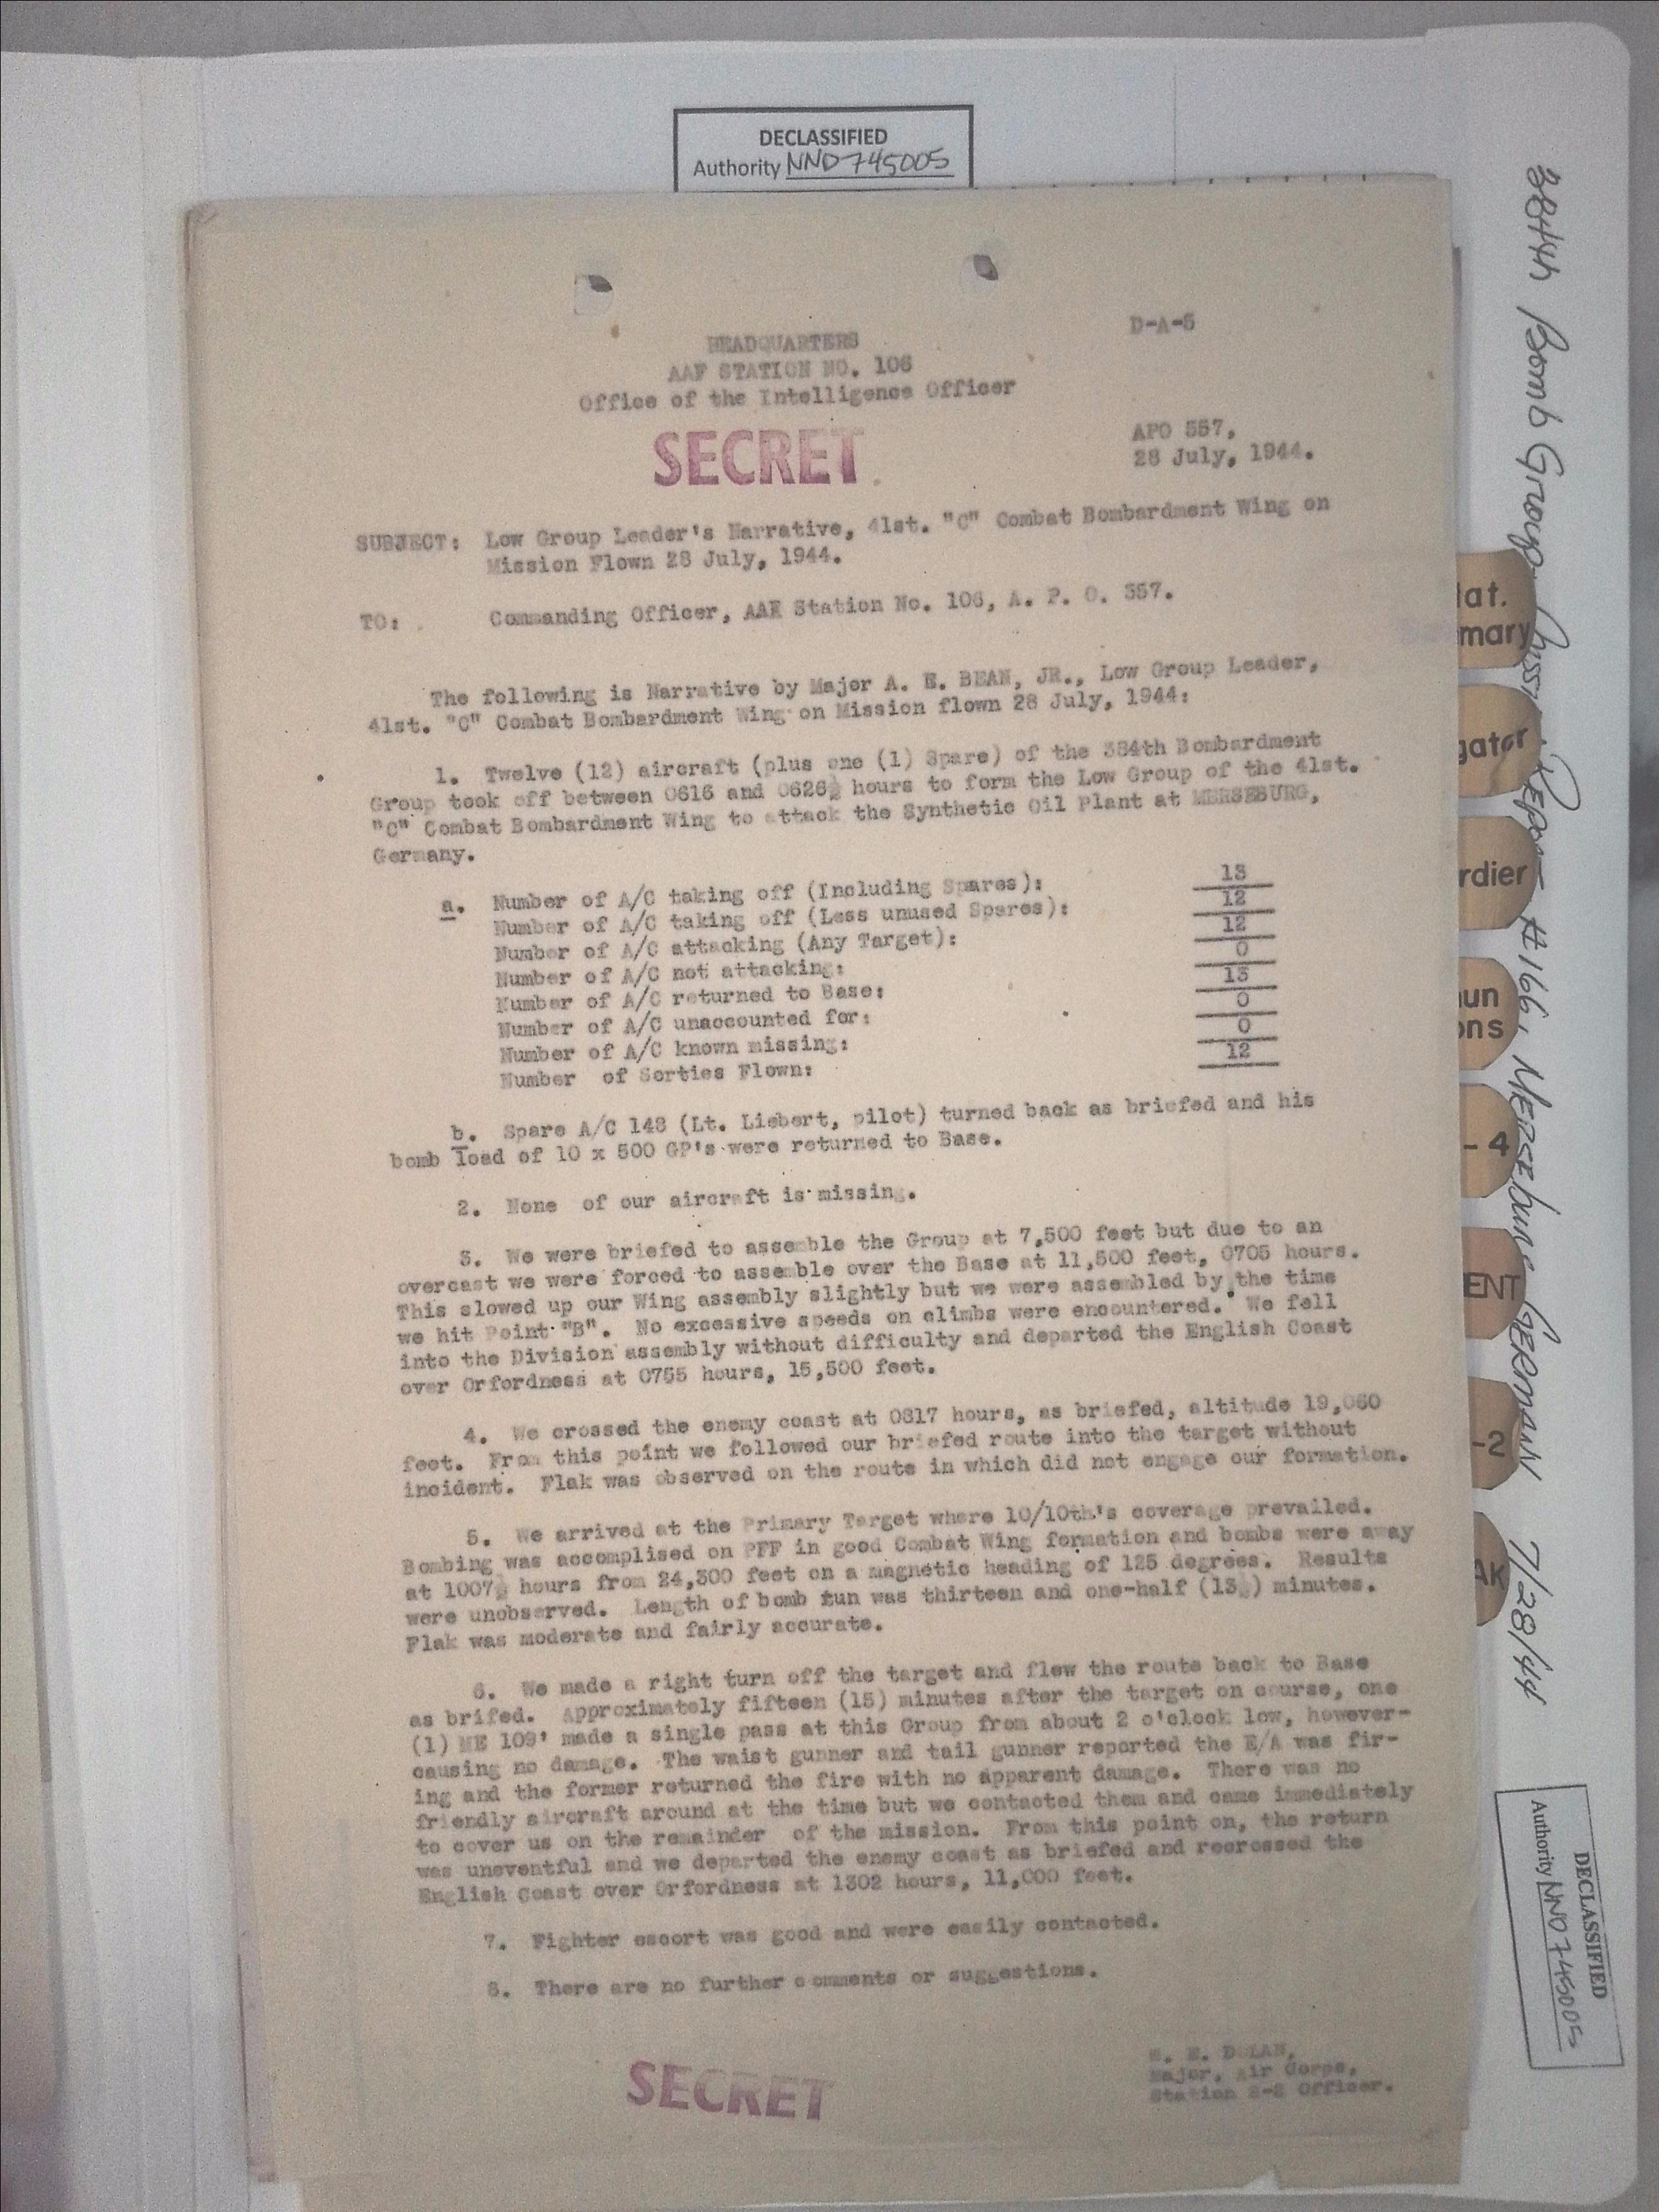 DECLASSIFIED
Authority NND 745005
D-A-5
HEADQUARTERS
AAF STATION NO. 106
Office of the Intelligence Officer
SECRET
APO 557,
28 July, 1944.
SUBJECT: Low Group Leader's Narrative, 41st. "C" Combat Bombardment Wing on
Mission Flown 28 July, 1944.
TO: Commanding Officer, AAF Station No. 106, A. P. O. 557.
The following is Narrative by Major A. E. BEAN, JR., Low Group Leader,
41st. "C" Combat Bombardment Wing on Mission flown 28 July, 1944:
1. Twelve (12) aircraft (plus one (1) Spare) of the 384th Bombardment
Group took off between 0616 and 0626½ hours to form the Low Group of the 41st.
"C" Combat Bombardment Wing to attack the Synthetic Oil Plant at MERSEBURG,
Germany.
a. Number of A/C taking off (Including Spares): 13
Number of A/C taking off (Less unused Spares): 12
Number of A/C attacking (Any Target): 12
Number of A/C not attacking: 0
Number of A/C returned to Base: 13
Number of A/C unaccounted for: 0
Number of A/C known missing: 0
Number of Sorties Flown: 12
b. Spare A/C 148 (Lt. Liebert, pilot) turned back as briefed and his
bomb load of 10 x 500 GP's were returned to Base.
2. None of our aircraft is missing.
3. We were briefed to assemble the Group at 7,500 feet but due to an
overcast we were forced to assemble over the Base at 11,500 feet, 0705 hours.
This slowed up our Wing assembly slightly but we were assembled by the time
we hit Point "B". No excessive speeds on climbs were encountered. We fell
into the Division assembly without difficulty and departed the English Coast
over Orfordness at 0755 hours, 15,500 feet.
4. We crossed the enemy coast at 0817 hours, as briefed, altitude 19,060
feet. From this point we followed our briefed route into the target without
incident. Flak was observed on the route in which did not engage our formation.
5. We arrived at the Primary Target where 10/10th's coverage prevailed.
Bombing was accomplised on PFF in good Combat Wing formation and bombs were away
at 1007½ hours from 24,300 feet on a magnetic heading of 125 degrees. Results
were unobserved. Length of bomb run was thirteen and one-half (13½) minutes.
Flak was moderate and fairly accurate.
6. We made a right turn off the target and flew the route back to Base
as brifed. Approximately fifteen (15) minutes after the target on course, one
(1) ME 109' made a single pass at this Group from about 2 o'clock low, however-
causing no damage. The waist gunner and tail gunner reported the E/A was fir-
ing and the former returned the fire with no apparent damage. There was no
friendly aircraft around at the time but we contacted them and came immediately
to cover us on the remainder of the mission. From this point on, the return
was uneventful and we departed the enemy coast as briefed and recrossed the
English Coast over Orfordness at 1302 hours, 11,000 feet.
7. Fighter escort was good and were easily contacted.
8. There are no further comments or suggestions.
W. E. DOLAN,
Major, Air Corps,
Station S-2 Officer.
SECRET
384th Bomb Group Mission Report #166, Merseburg GERMANY 7/28/44
DECLASSIFIED
Authority NND 745005
mary
gator
rdier
- 4
ENT
-2